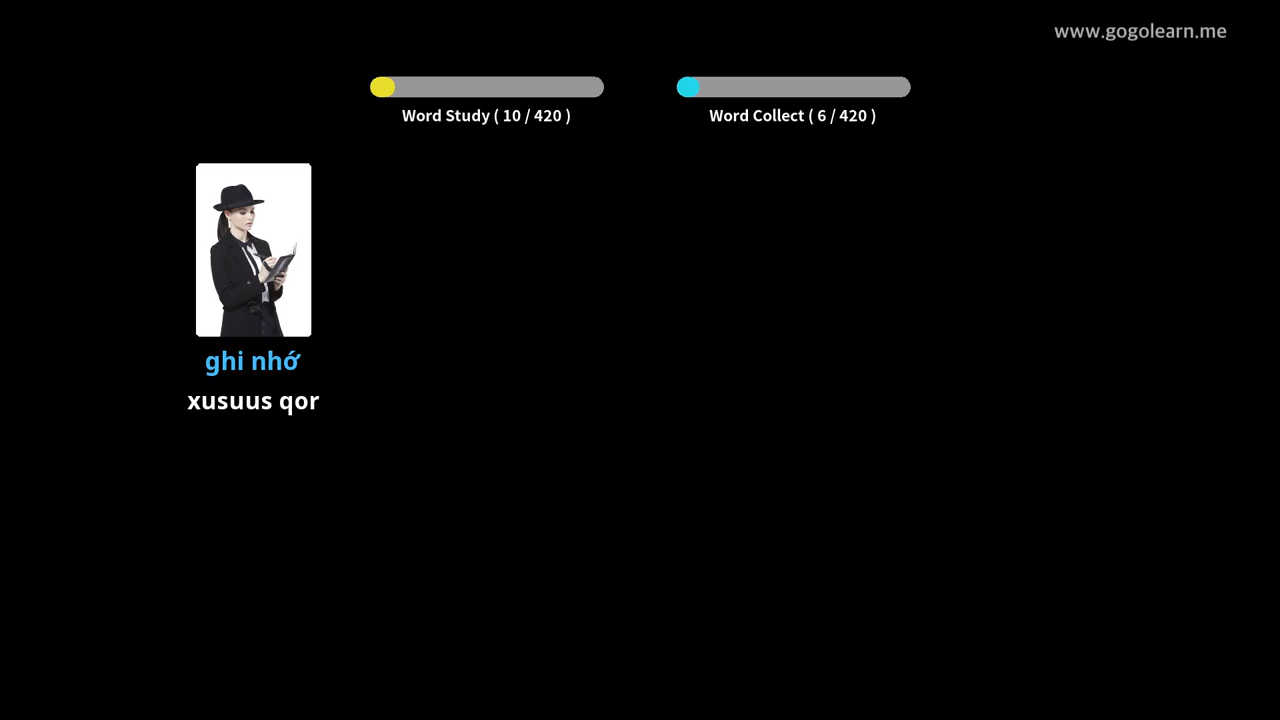 www.gogolearn.me
Word Study ( 10 / 420 )
Word Collect ( 6 / 420 )
ghi nhớ
xusuus qor